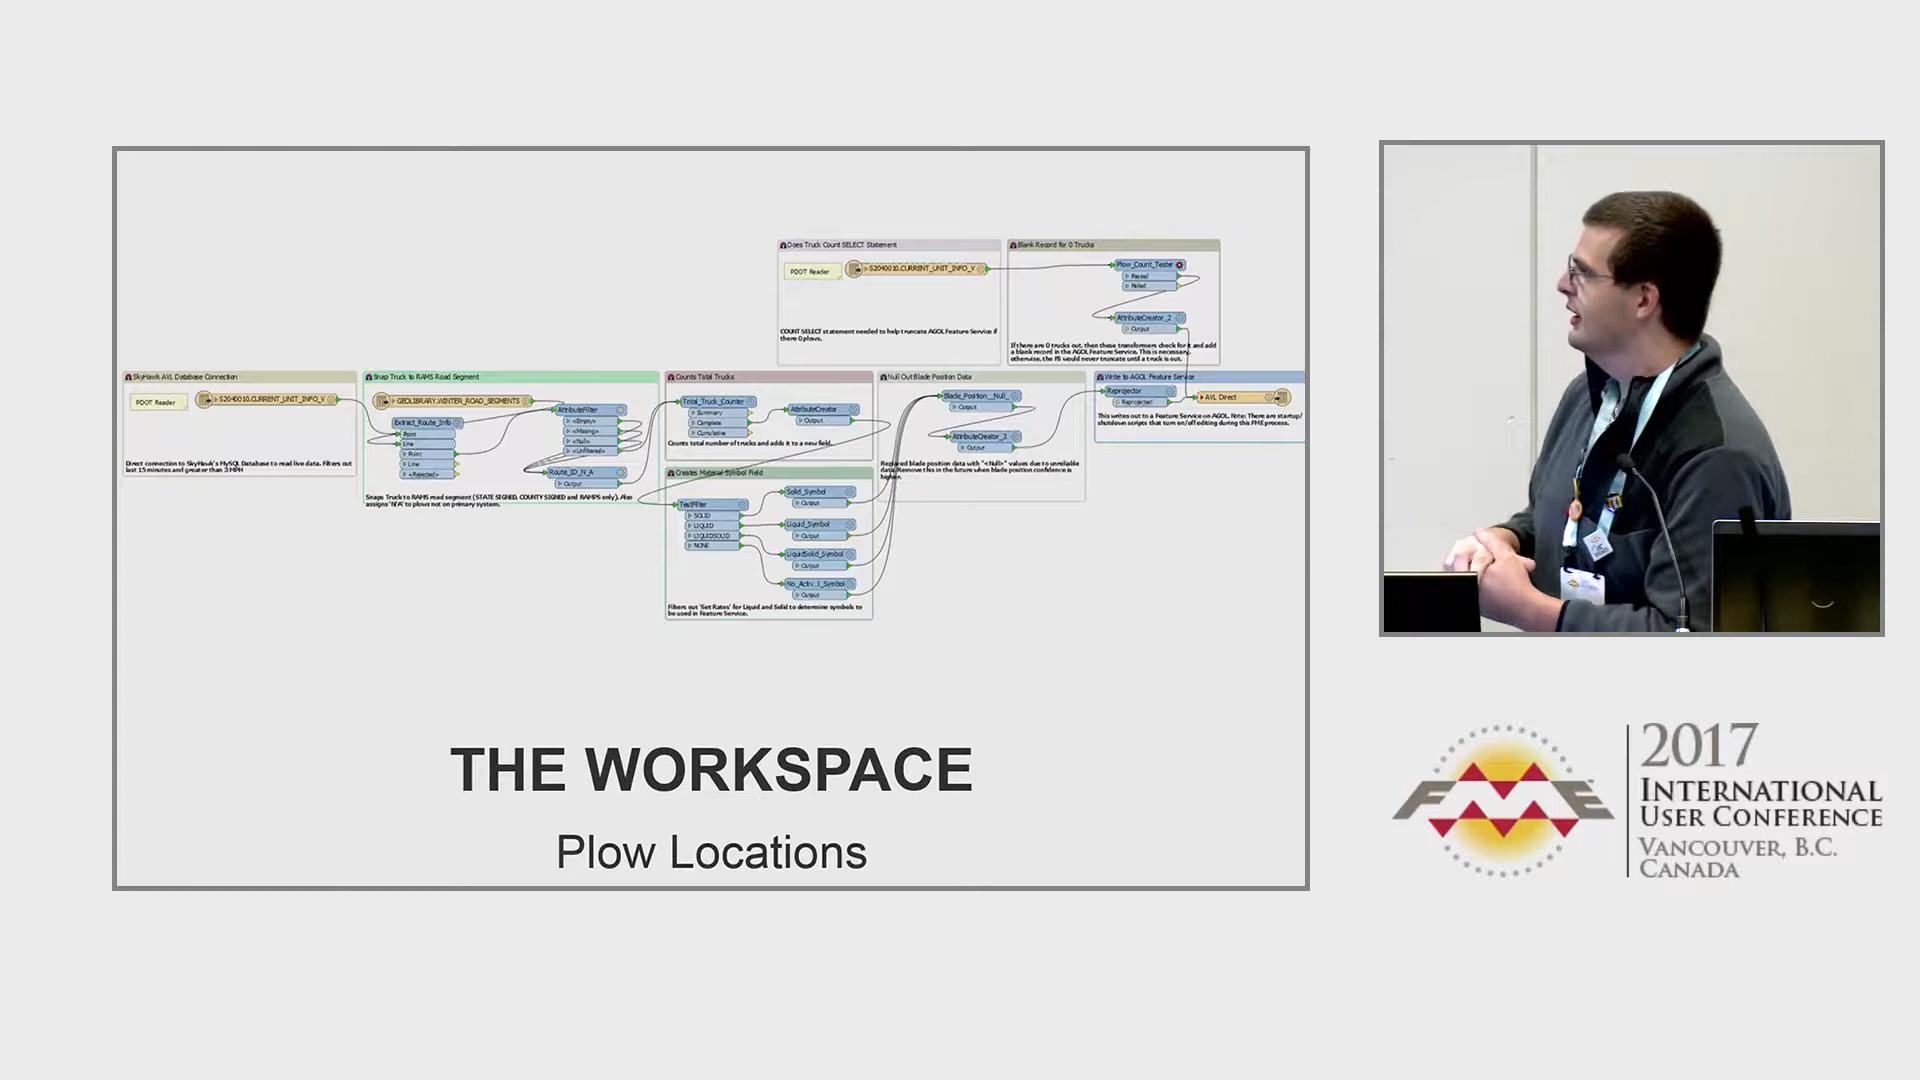 Does Truck Count SELECT Statement
PDOT Reader
S2040010.CURRENT_UNIT_INFO_V
COUNT SELECT statement needed to help truncate AGOL Feature Service if
there 0 plows.
Blank Record for 0 Trucks
Plow_Count_Tester
Passed
Failed
AttributeCreator_2
Output
If there are 0 trucks out, then these transformers check for it and add
a blank record in the AGOL Feature Service. This is necessary,
otherwise, the FS would never truncate until a truck is out.
SkyHawk AVL Database Connection
PDOT Reader
S2040010.CURRENT_UNIT_INFO_V
Direct connection to SkyHawk's MySQL Database to read live data. Filters out
last 15 minutes and greater than 3 MPH
Snap Truck to RAMS Road Segment
GEOLIBRARY.WINTER_ROAD_SEGMENTS
Extract_Route_Info
Point
Line
Point
Line
<Rejected>
AttributeFilter
<Empty>
<Missing>
<Null>
<Unfiltered>
Route_ID_N_A
Output
Snaps Truck to RAMS road segment (STATE SIGNED, COUNTY SIGNED and RAMPS only). Also
assigns 'N/A' to plows not on primary system.
Counts Total Trucks
Total_Truck_Counter
Summary
Complete
Cumulative
AttributeCreator
Output
Counts total number of trucks and adds it to a new field.
Creates Material Symbol Field
TestFilter
SOLID
LIQUID
LIQUIDSOLID
NONE
Solid_Symbol
Output
Liquid_Symbol
Output
LiquidSolid_Symbol
Output
No_Activ...l_Symbol
Output
Filters out 'Set Rates' for Liquid and Solid to determine symbols to
be used in Feature Service.
Null Out Blade Position Data
Blade_Position__Null_
Output
AttributeCreator_3
Output
Replaced blade position data with "<Null>" values due to unreliable
data. Remove this in the future when blade position confidence is
higher.
Write to AGOL Feature Service
Reprojector
Reprojected
AVL Direct
This writes out to a Feature Service on AGOL. Note: There are startup/
shutdown scripts that turn on/off editing during this FME process.
THE WORKSPACE
Plow Locations
FME
2017
INTERNATIONAL
USER CONFERENCE
VANCOUVER, B.C.
CANADA